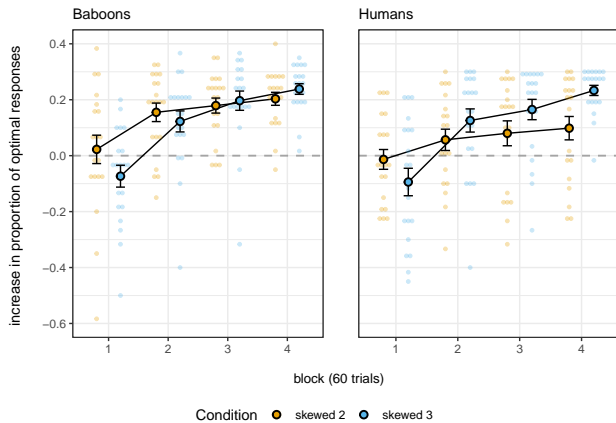 Baboons
Humans
increase in proportion of optimal responses
0.4
0.2
0.0
−0.2
−0.4
−0.6
1 2 3 4
1 2 3 4
block (60 trials)
Condition skewed 2 skewed 3